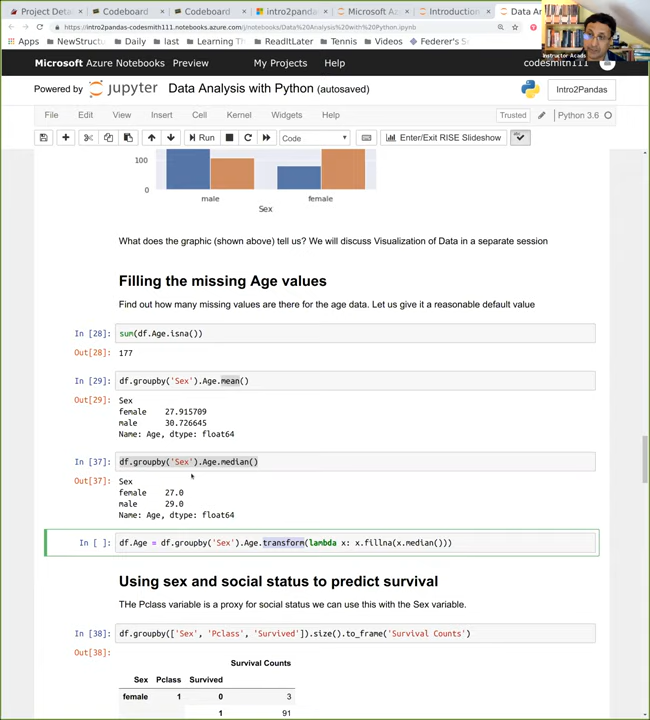 Project Deta
Codeboard
Codeboard
intro2panda
Microsoft Az
Introduction
Data An
https://intro2pandas-codesmith111.notebooks.azure.com/j/notebooks/Data%20Analysis%20with%20Python.ipynb
Apps
NewStructu
Daily
last
Learning Th
ReadItLater
Tennis
Videos
Federer's S
Instructor Acads
Microsoft Azure Notebooks
Preview
My Projects
Help
codesmith111
Powered by
jupyter
Data Analysis with Python (autosaved)
Intro2Pandas
File
Edit
View
Insert
Cell
Kernel
Widgets
Help
Trusted
Python 3.6
Run
Code
Enter/Exit RISE Slideshow
100
0
male
female
Sex
What does the graphic (shown above) tell us? We will discuss Visualization of Data in a separate session
Filling the missing Age values
Find out how many missing values are there for the age data. Let us give it a reasonable default value
In [28]: sum(df.Age.isna())
Out[28]: 177
In [29]: df.groupby('Sex').Age.mean()
Out[29]: Sex
female 27.915709
male 30.726645
Name: Age, dtype: float64
In [37]: df.groupby('Sex').Age.median()
Out[37]: Sex
female 27.0
male 29.0
Name: Age, dtype: float64
In [ ]: df.Age = df.groupby('Sex').Age.transform(lambda x: x.fillna(x.median()))
Using sex and social status to predict survival
THe Pclass variable is a proxy for social status we can use this with the Sex variable.
In [38]: df.groupby(['Sex', 'Pclass', 'Survived']).size().to_frame('Survival Counts')
Out[38]:
Survival Counts
Sex Pclass Survived
female 1 0 3
1 91